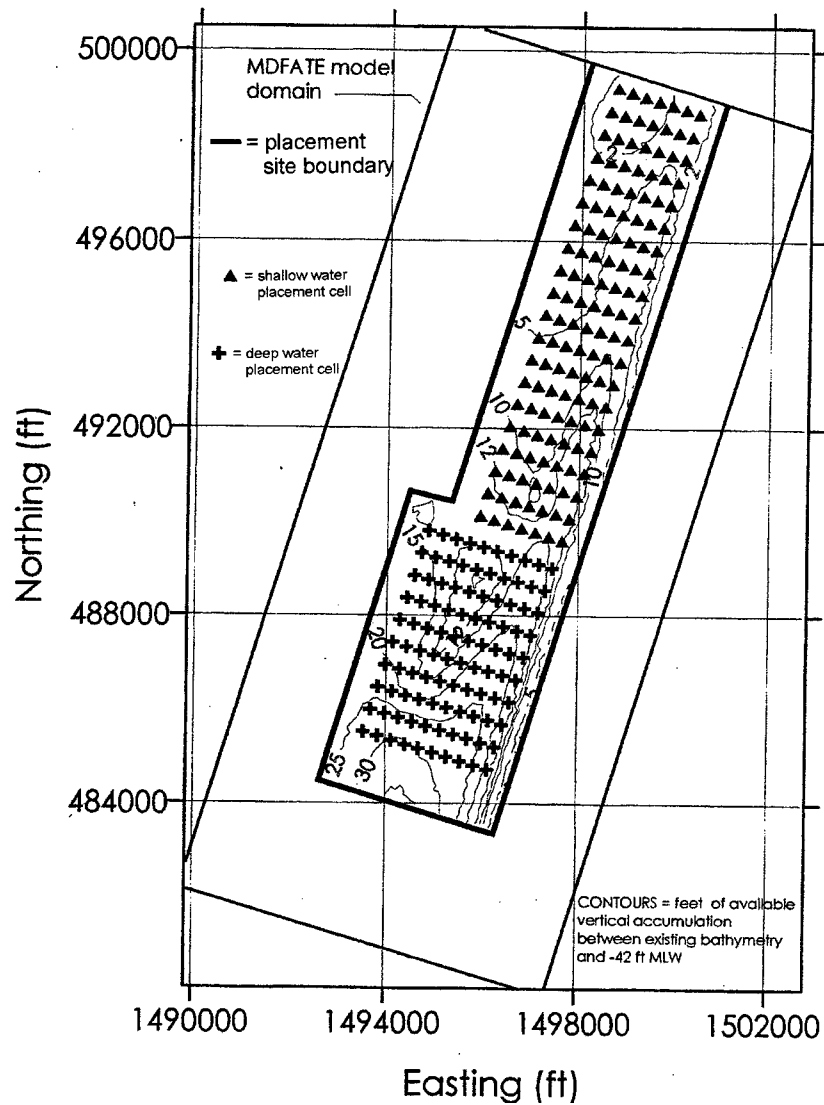 500000
MDFATE model
domain
= placement
site boundary
2
2
496000
= shallow water
placement cell
5
= deep water
placement cell
10
492000
12
10
15
Northing (ft)
488000
20
5
25
30
484000
CONTOURS = feet of available
vertical accumulation
between existing bathymetry
and -42 ft MLW
1490000
1494000
1498000
1502000
Easting (ft)